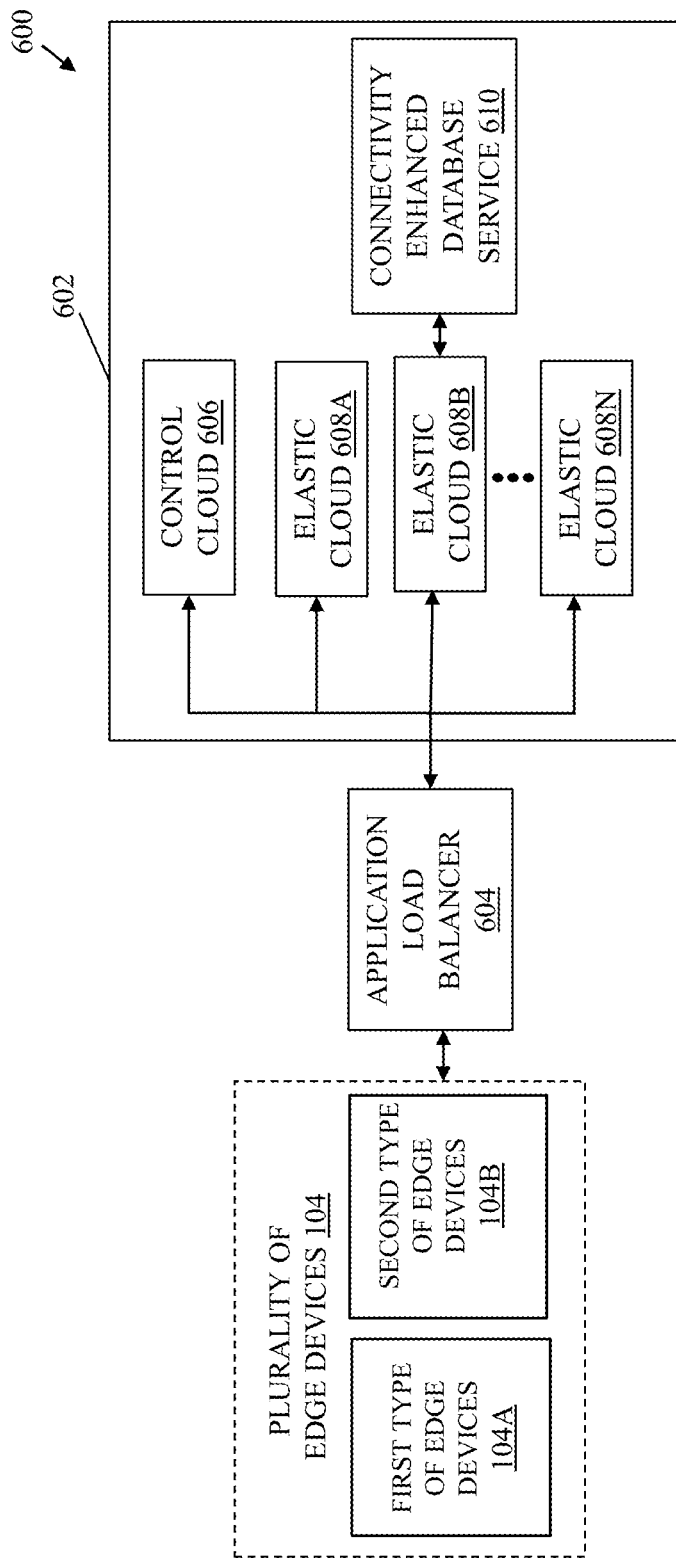 600
602
PLURALITY OF
EDGE DEVICES 104
FIRST TYPE
OF EDGE
DEVICES
104A
SECOND TYPE
OF EDGE
DEVICES
104B
APPLICATION
LOAD
BALANCER
604
CONTROL
CLOUD 606
ELASTIC
CLOUD 608A
ELASTIC
CLOUD 608B
ELASTIC
CLOUD 608N
CONNECTIVITY
ENHANCED
DATABASE
SERVICE 610